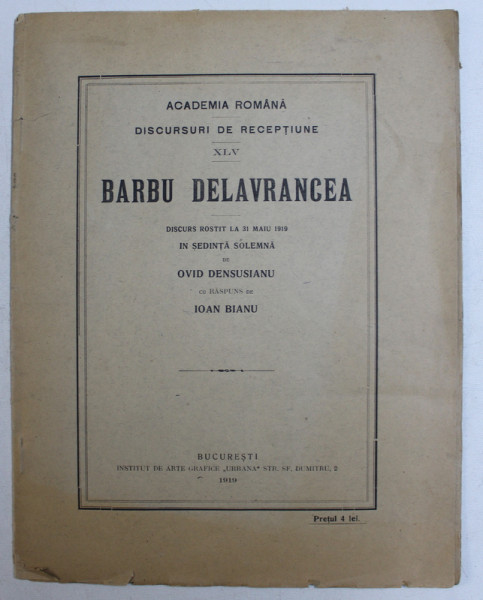 ACADEMIA ROMÂNĂ
DISCURSURI DE RECEPȚIUNE
XLV
BARBU DELAVRANCEA
DISCURS ROSTIT LA 31 MAIU 1919
IN ȘEDINȚĂ SOLEMNĂ
DE
OVID DENSUSIANU
CU RĂSPUNS DE
IOAN BIANU
BUCUREȘTI
INSTITUT DE ARTE GRAFICE „URBANA" STR. SF. DUMITRU, 2
1919
Prețul 4 lei.